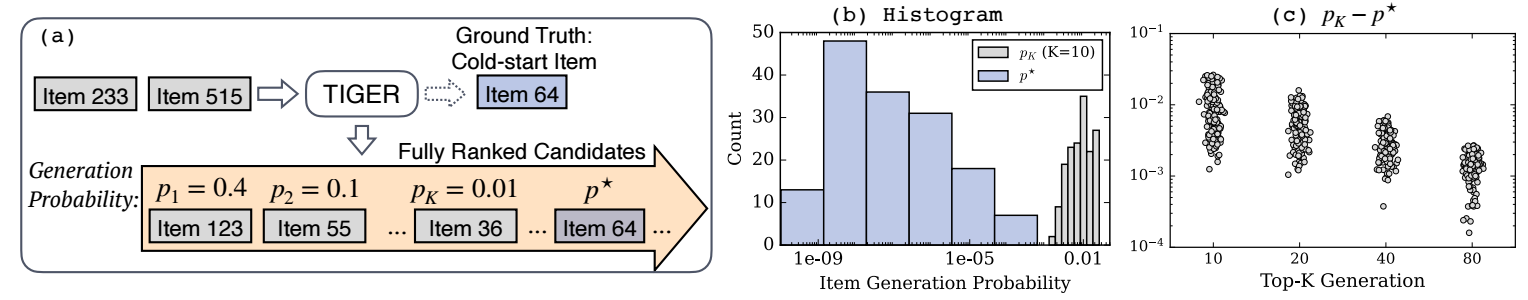 (a)
Ground Truth:
Cold-start Item
Item 233
Item 515
TIGER
Item 64
Fully Ranked Candidates
Generation
Probability:
p₁ = 0.4
p₂ = 0.1
p_K = 0.01
p*
Item 123
Item 55
...
Item 36
...
Item 64
...
(b) Histogram
p_K (K=10)
p*
Count
50
40
30
20
10
0
1e-09
1e-05
0.01
Item Generation Probability
(c) p_K − p*
10⁻¹
10⁻²
10⁻³
10⁻⁴
10
20
40
80
Top-K Generation